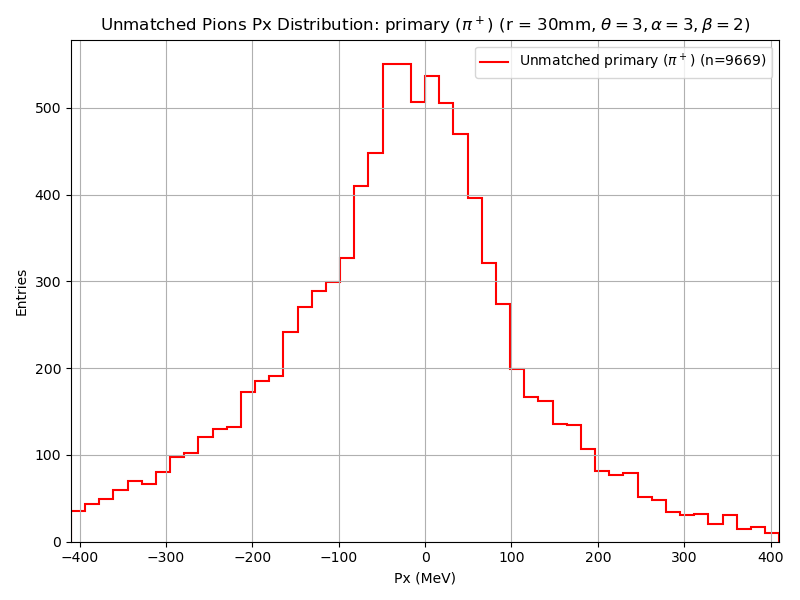 Unmatched Pions Px Distribution: primary (π⁺) (r = 30mm, θ = 3, α = 3, β = 2)
Unmatched primary (π⁺) (n=9669)
Entries
500
400
300
200
100
0
−400 −300 −200 −100 0 100 200 300 400
Px (MeV)